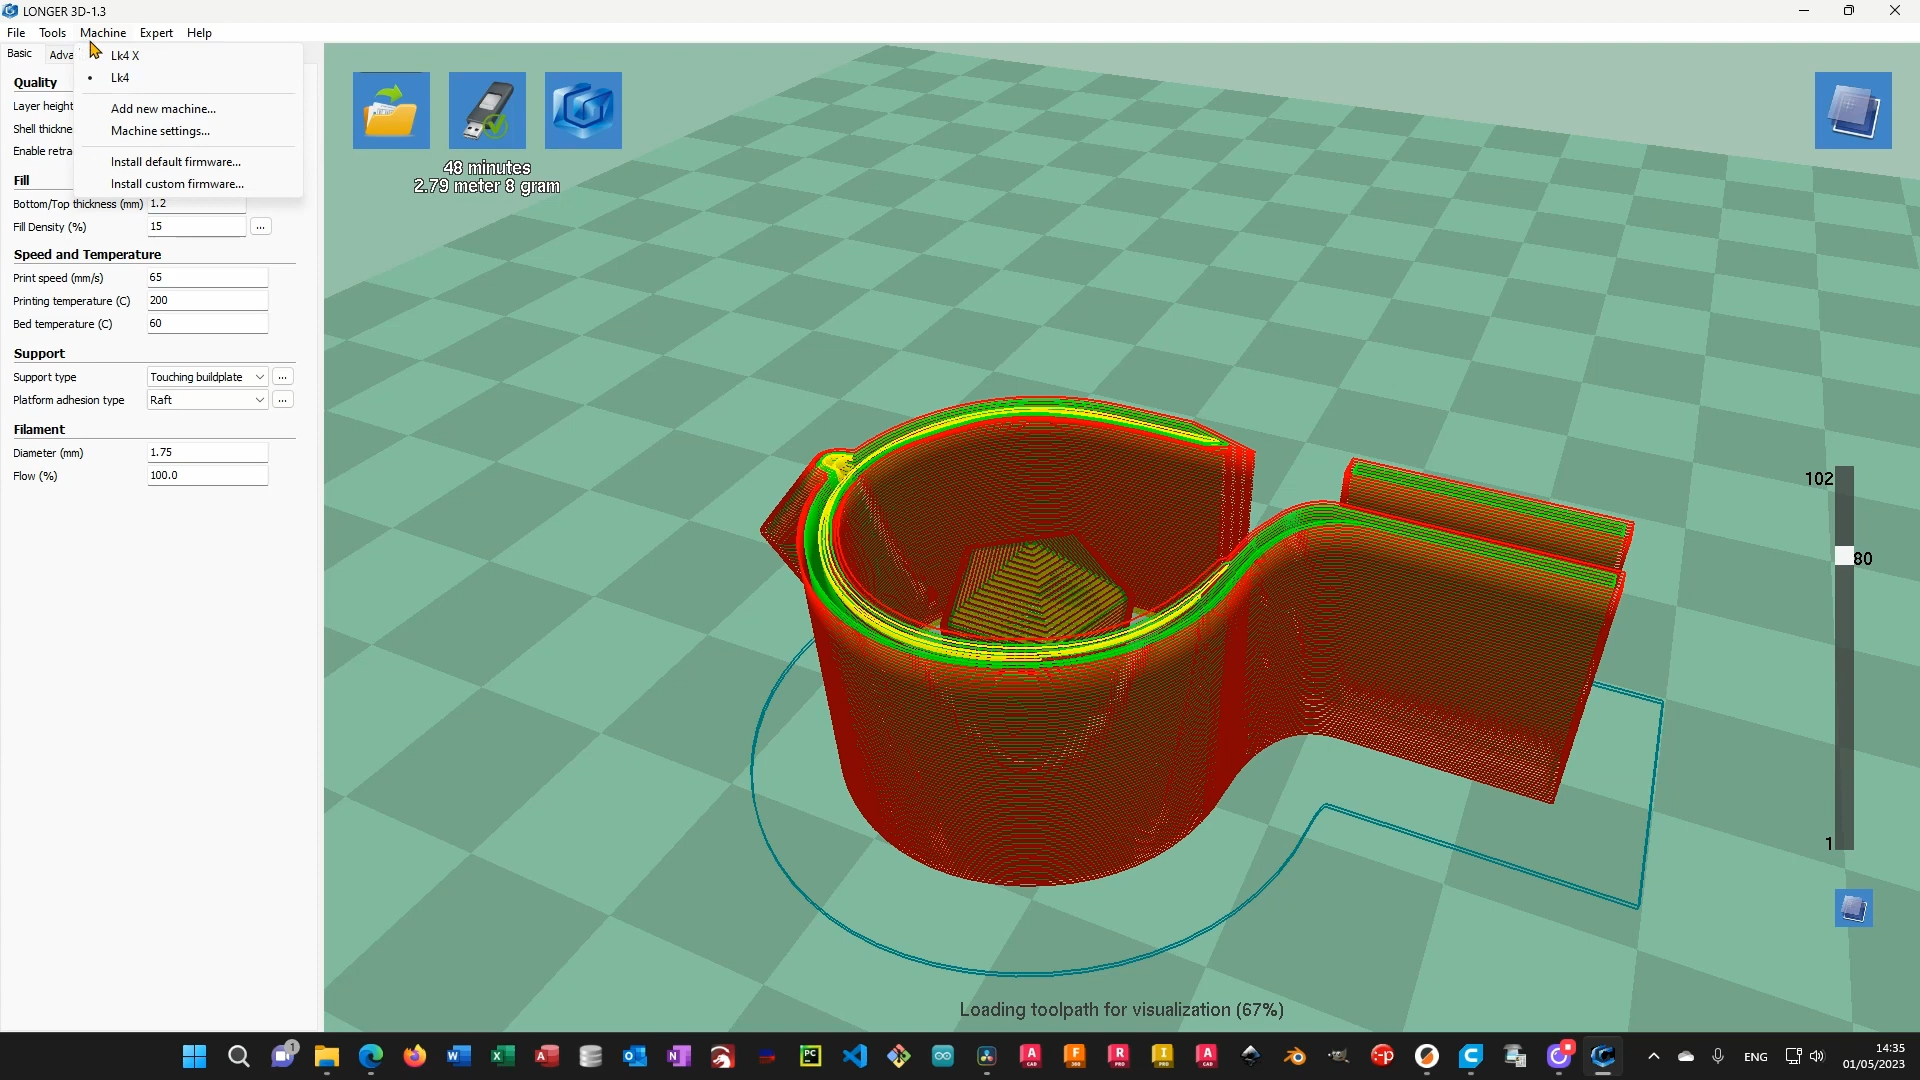 LONGER 3D-1.3
File Tools Machine Expert Help
Basic Adva
Lk4 X
• Lk4
Add new machine...
Machine settings...
Install default firmware...
Install custom firmware...
Quality
Layer height
Shell thickne
Enable retra
Fill
Bottom/Top thickness (mm) 1.2
Fill Density (%) 15 ...
Speed and Temperature
Print speed (mm/s) 65
Printing temperature (C) 200
Bed temperature (C) 60
Support
Support type Touching buildplate ...
Platform adhesion type Raft ...
Filament
Diameter (mm) 1.75
Flow (%) 100.0
48 minutes
2.79 meter 8 gram
102
80
1
Loading toolpath for visualization (67%)
ENG
14:35
01/05/2023